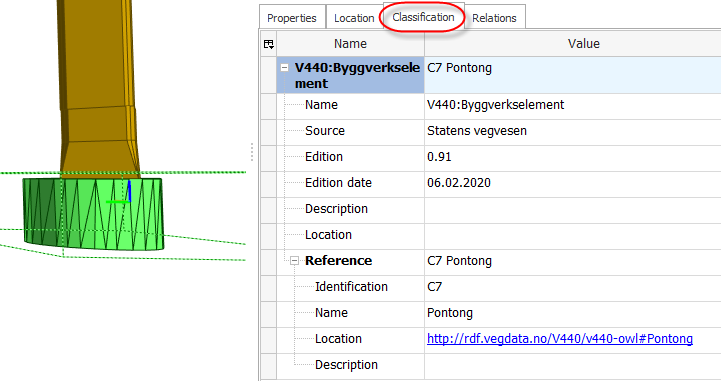 Properties Location Classification Relations
Name Value
V440:Byggverksele C7 Pontong
ment
Name V440:Byggverkselement
Source Statens vegvesen
Edition 0.91
Edition date 06.02.2020
Description
Location
Reference C7 Pontong
Identification C7
Name Pontong
Location http://rdf.vegdata.no/V440/v440-owl#Pontong
Description